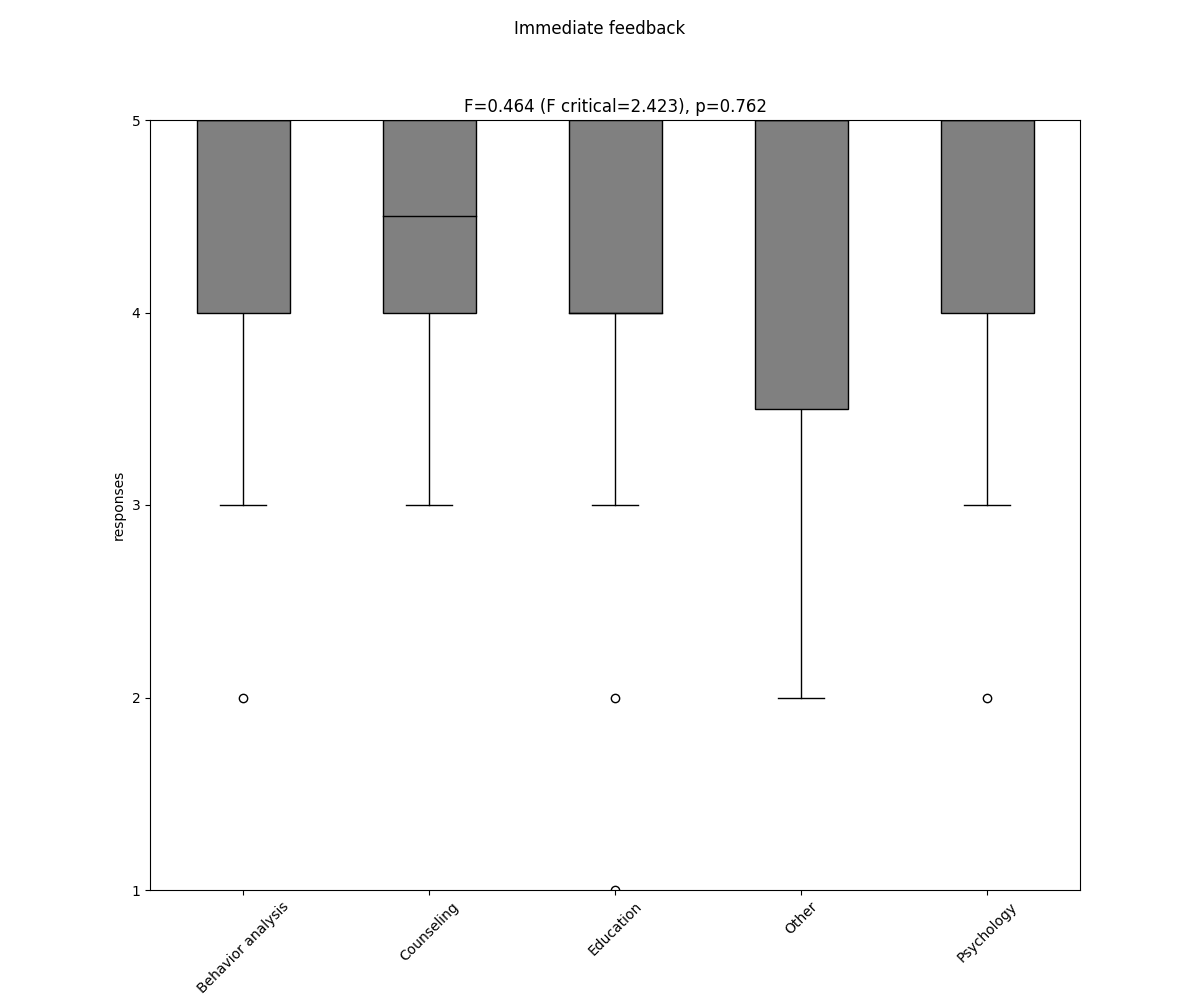 Immediate feedback
F=0.464 (F critical=2.423), p=0.762
responses
5
4
3
2
1
Behavior analysis
Counseling
Education
Other
Psychology